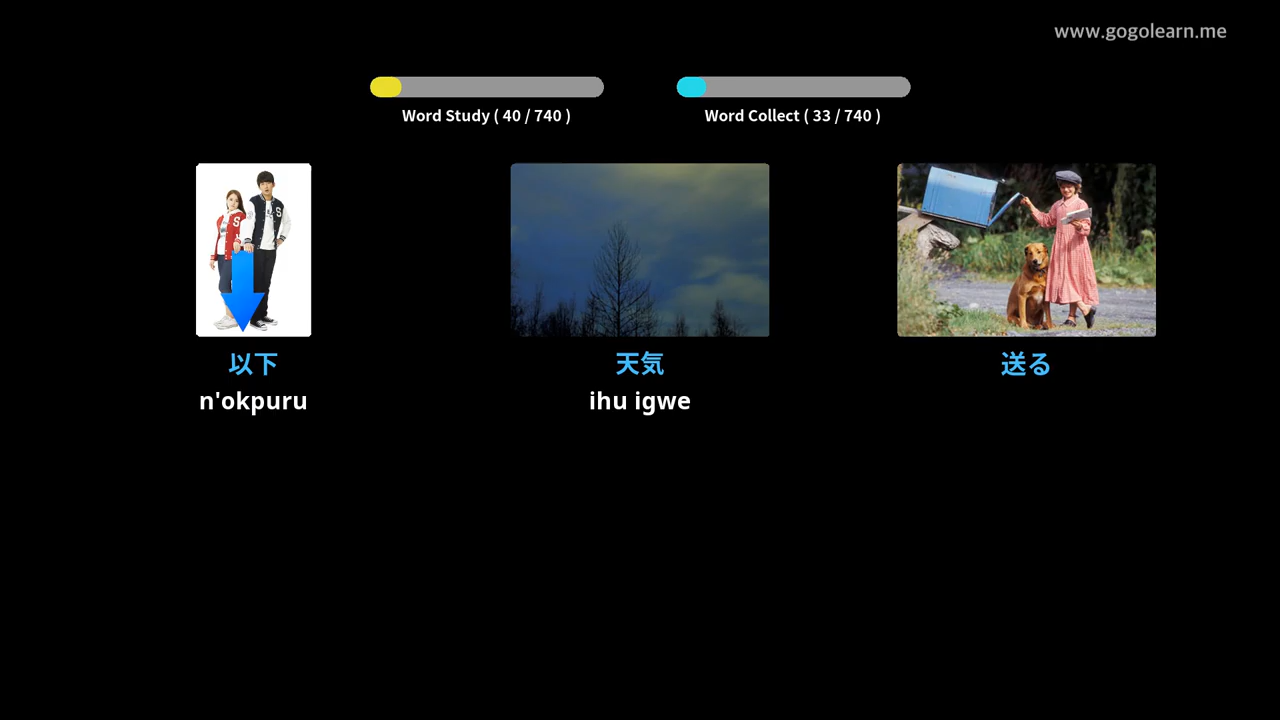 www.gogolearn.me
Word Study ( 40 / 740 )
Word Collect ( 33 / 740 )
以下
天気
送る
n'okpuru
ihu igwe